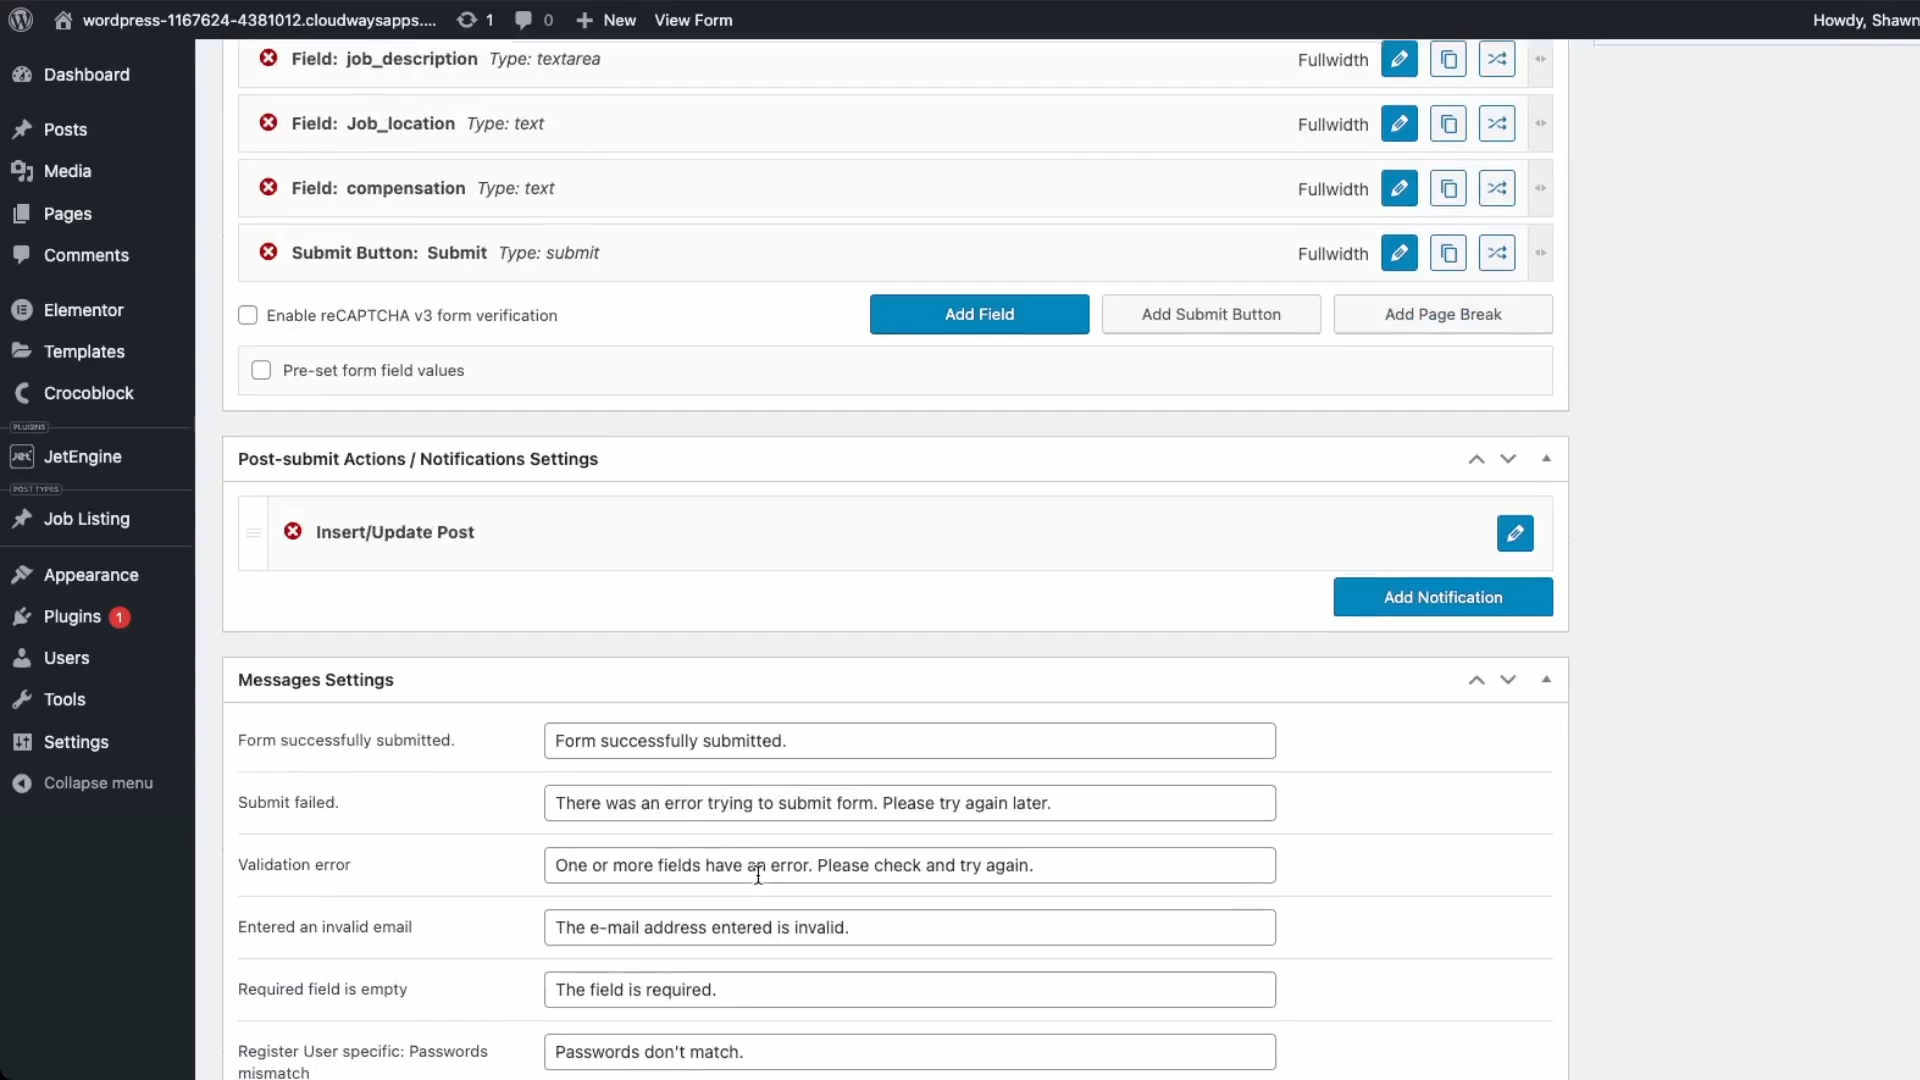 wordpress-1167624-4381012.cloudwaysapps....
1
0
New
View Form
Howdy, Shawn
Dashboard
Posts
Media
Pages
Comments
Elementor
Templates
Crocoblock
PLUGINS
JetEngine
POST TYPES
Job Listing
Appearance
Plugins 1
Users
Tools
Settings
Collapse menu
Field: job_description Type: textarea Fullwidth
Field: Job_location Type: text Fullwidth
Field: compensation Type: text Fullwidth
Submit Button: Submit Type: submit Fullwidth
Enable reCAPTCHA v3 form verification
Add Field
Add Submit Button
Add Page Break
Pre-set form field values
Post-submit Actions / Notifications Settings
Insert/Update Post
Add Notification
Messages Settings
Form successfully submitted. Form successfully submitted.
Submit failed. There was an error trying to submit form. Please try again later.
Validation error One or more fields have an error. Please check and try again.
Entered an invalid email The e-mail address entered is invalid.
Required field is empty The field is required.
Register User specific: Passwords mismatch Passwords don't match.